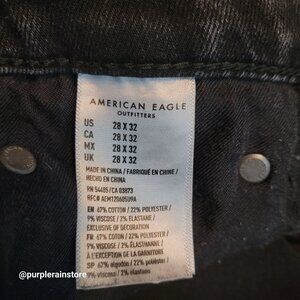 AMERICAN EAGLE
OUTFITTERS
US 28 X 32
CA 28 X 32
MX 28 X 32
UK 28 X 32
MADE IN CHINA / FABRIQUÉ EN CHINE /
HECHO EN CHINA
RN 54485/CA 03873
RFC# AEM120605U9A
EN 67% COTTON / 22% POLYESTER /
9% VISCOSE / 2% ELASTANE /
EXCLUSIVE OF DECORATION
FR 67% COTON / 22% POLYESTER /
9% VISCOSE / 2% ÉLASTHANNE /
À L'EXCEPTION DE LA GARNITURE
SP 67% algodón / 22% poliéster /
9% viscosa / 2% elastano
@purplerainstore